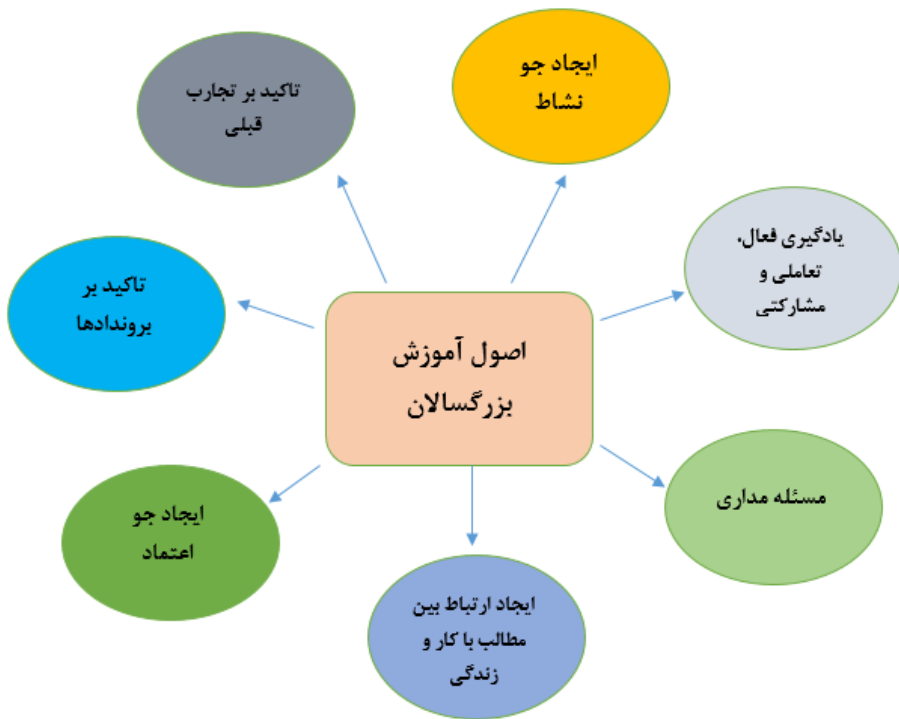 اصول آموزش
بزرگسالان
ایجاد جو
نشاط
یادگیری فعال،
تعاملی و
مشارکتی
مسئله مداری
ایجاد ارتباط بین
مطالب با کار و
زندگی
ایجاد جو
اعتماد
تاکید بر
بروندادها
تاکید بر تجارب
قبلی